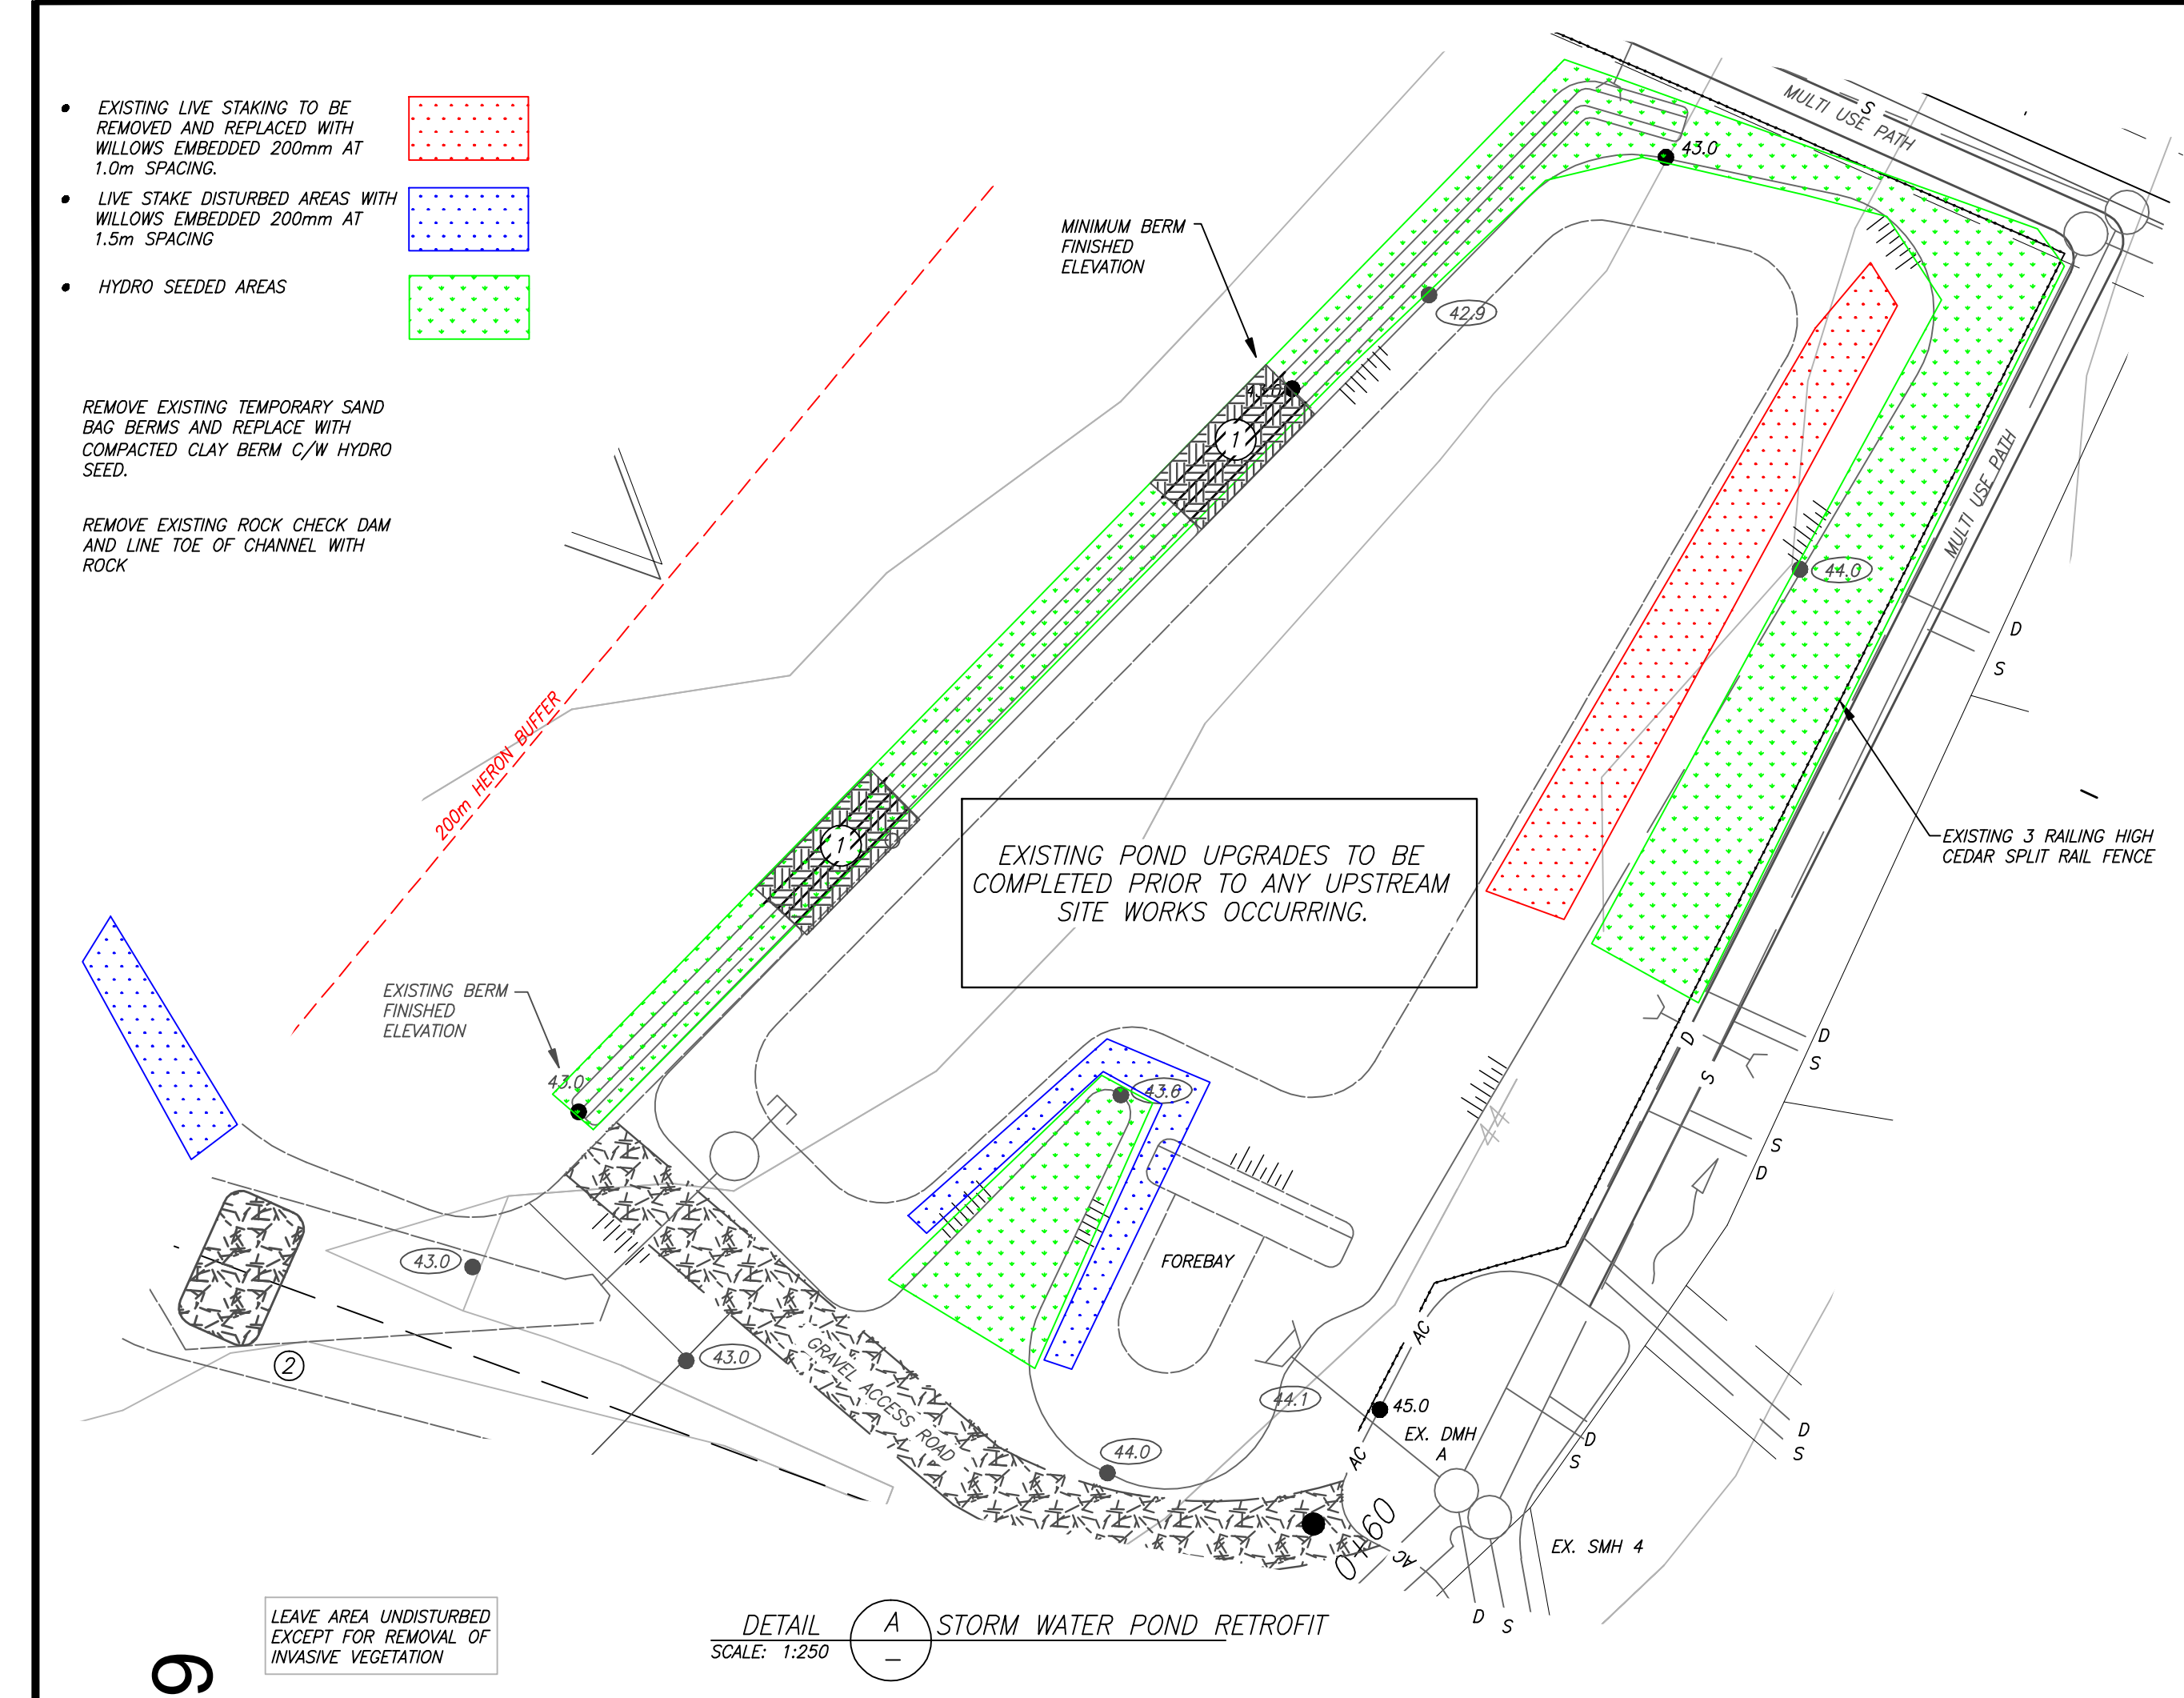 EXISTING LIVE STAKING TO BE
REMOVED AND REPLACED WITH
WILLOWS EMBEDDED 200mm AT
1.0m SPACING.
LIVE STAKE DISTURBED AREAS WITH
WILLOWS EMBEDDED 200mm AT
1.5m SPACING
HYDRO SEEDED AREAS
REMOVE EXISTING TEMPORARY SAND
BAG BERMS AND REPLACE WITH
COMPACTED CLAY BERM C/W HYDRO
SEED.
REMOVE EXISTING ROCK CHECK DAM
AND LINE TOE OF CHANNEL WITH
ROCK
MULTI USE PATH
S
43.0
MINIMUM BERM
FINISHED
ELEVATION
42.9
43.0
1
44.0
MULTI USE PATH
D
S
200m HERON BUFFER
1
EXISTING 3 RAILING HIGH
CEDAR SPLIT RAIL FENCE
EXISTING POND UPGRADES TO BE
COMPLETED PRIOR TO ANY UPSTREAM
SITE WORKS OCCURRING.
EXISTING BERM
FINISHED
ELEVATION
43.0
43.6
D
S
D
S
S
D
FOREBAY
43.0
2
43.0
GRAVEL ACCESS ROAD
44.1
44.0
AC
AC
AC
45.0
EX. DMH
A
D
S
D
S
0+60
EX. SMH 4
D
S
LEAVE AREA UNDISTURBED
EXCEPT FOR REMOVAL OF
INVASIVE VEGETATION
DETAIL
A
STORM WATER POND RETROFIT
SCALE: 1:250
–
6